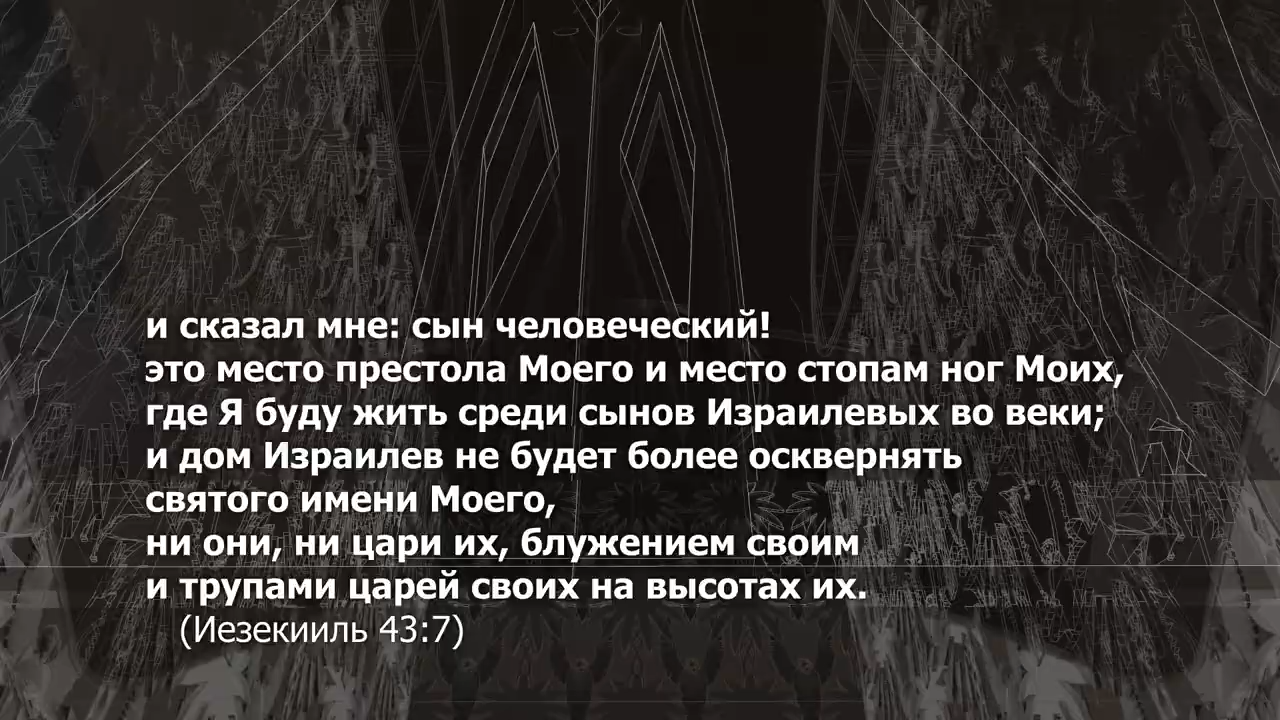 и сказал мне: сын человеческий!
это место престола Моего и место стопам ног Моих,
где Я буду жить среди сынов Израилевых во веки;
и дом Израилев не будет более осквернять
святого имени Моего,
ни они, ни цари их, блужением своим
и трупами царей своих на высотах их.
(Иезекииль 43:7)